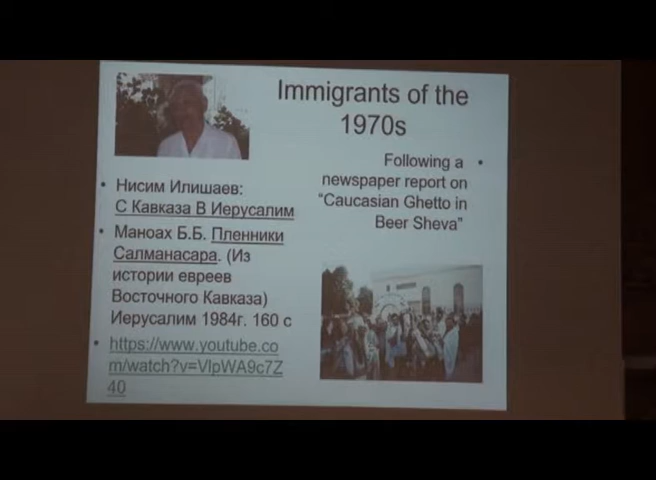 Immigrants of the
1970s
• Нисим Илишаев:
С Кавказа В Иерусалим
• Маноах Б.Б. Пленники
Салманасара. (Из
истории евреев
Восточного Кавказа)
Иерусалим 1984г. 160 с
• https://www.youtube.co
m/watch?v=VlpWA9c7Z
40
Following a •
newspaper report on
"Caucasian Ghetto in
Beer Sheva"